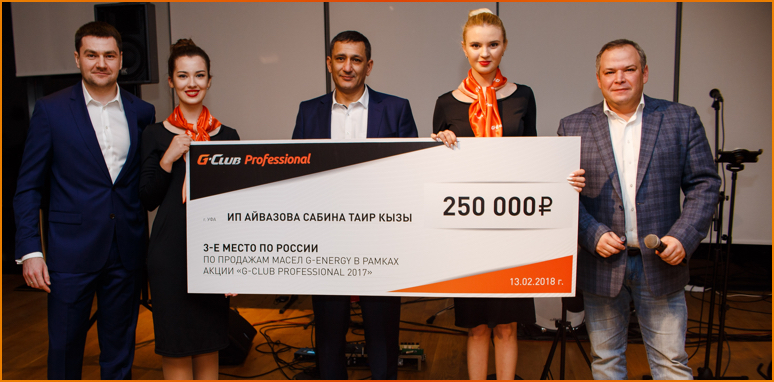 G-CLUB Professional
г. УФА
ИП АЙВАЗОВА САБИНА ТАИР КЫЗЫ
250 000₽
3-Е МЕСТО ПО РОССИИ
ПО ПРОДАЖАМ МАСЕЛ G-ENERGY В РАМКАХ
АКЦИИ «G-CLUB PROFESSIONAL 2017»
13.02.2018 г.